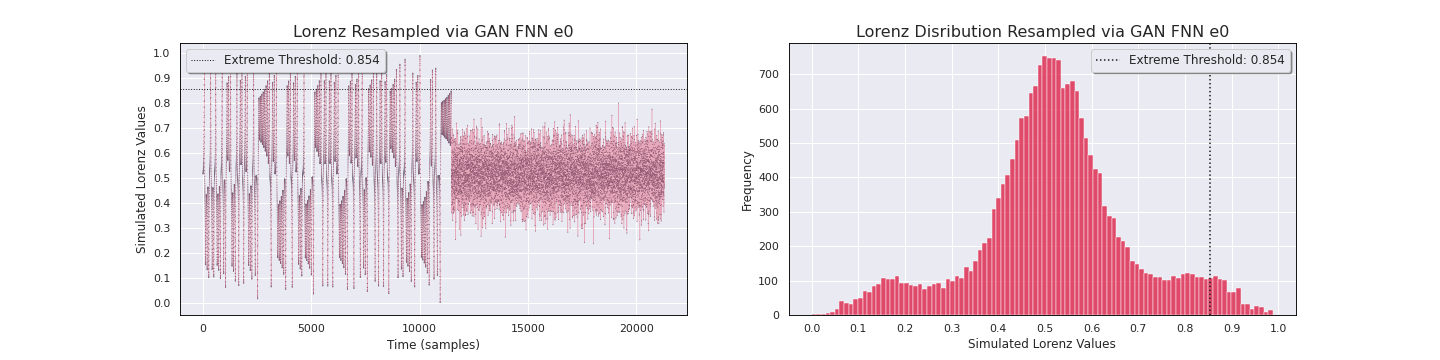 Lorenz Resampled via GAN FNN e0
Extreme Threshold: 0.854
Simulated Lorenz Values
1.0
0.9
0.8
0.7
0.6
0.5
0.4
0.3
0.2
0.1
0.0
0 5000 10000 15000 20000
Time (samples)
Lorenz Disribution Resampled via GAN FNN e0
Extreme Threshold: 0.854
Frequency
700
600
500
400
300
200
100
0
0.0 0.1 0.2 0.3 0.4 0.5 0.6 0.7 0.8 0.9 1.0
Simulated Lorenz Values